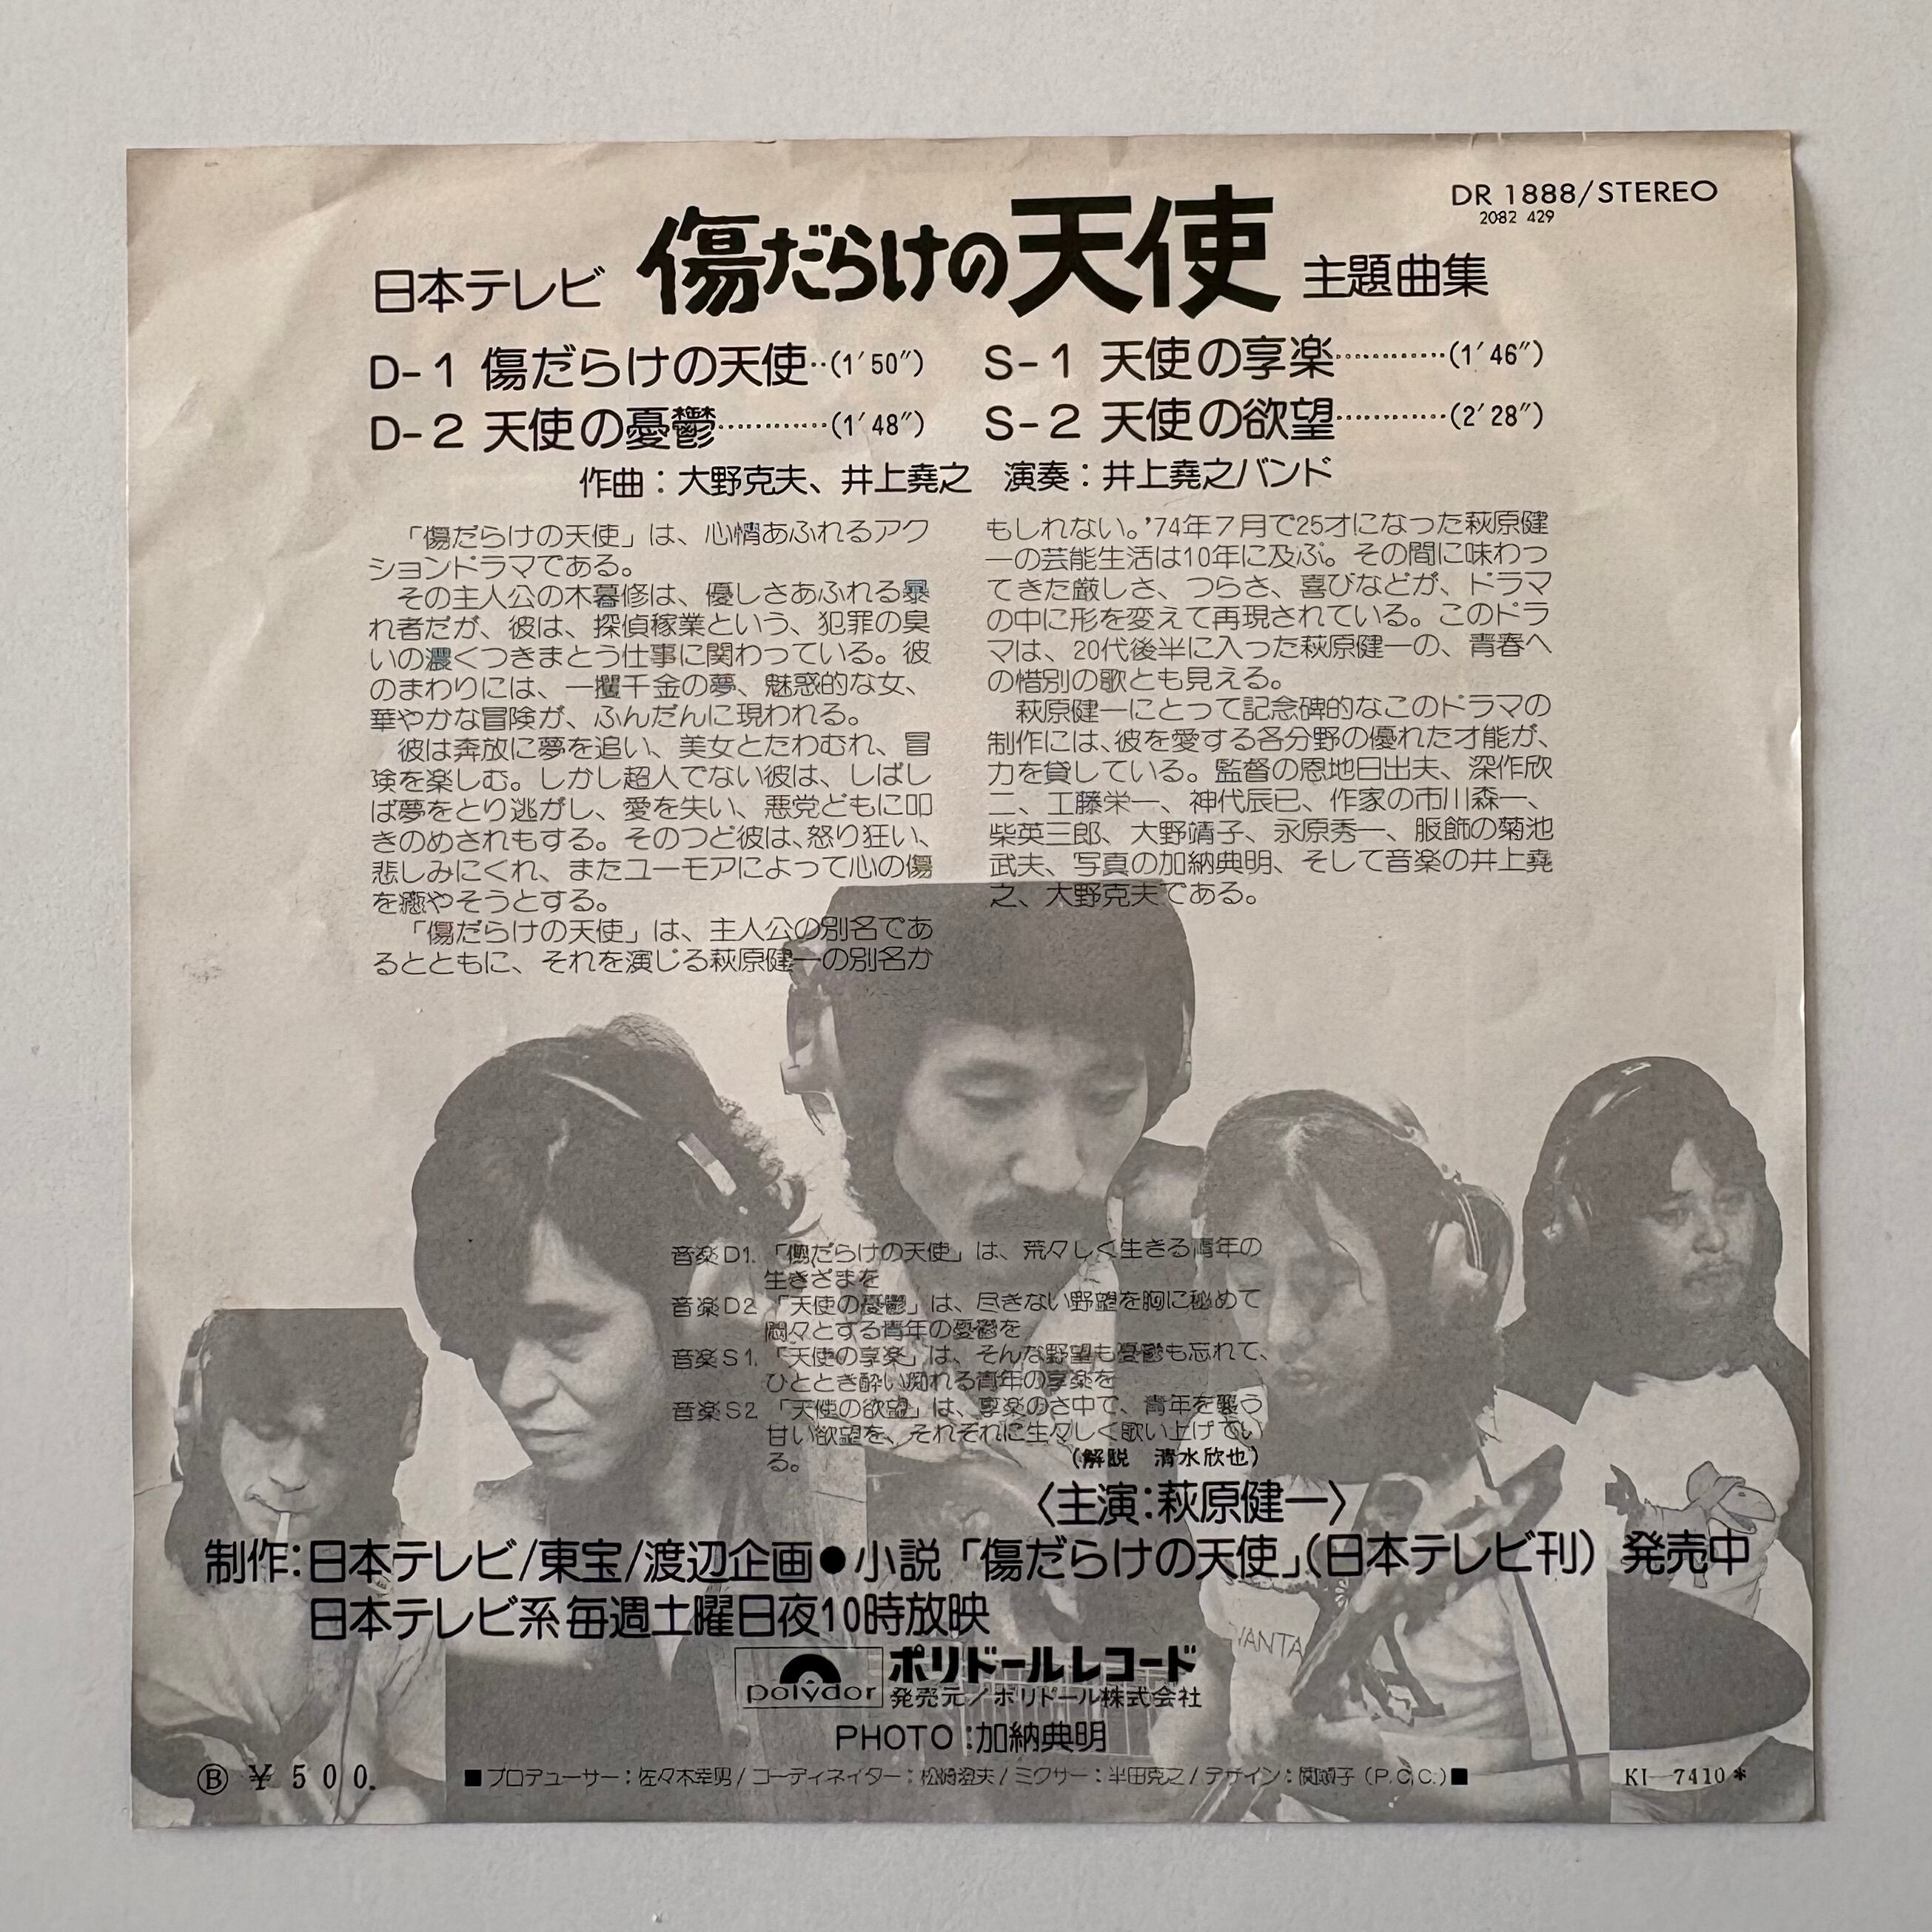 DR 1888/STEREO
2082 429
日本テレビ 傷だらけの天使 主題曲集
D-1 傷だらけの天使‥(1′50″)
D-2 天使の憂鬱…………(1′48″)
S-1 天使の享楽…………(1′46″)
S-2 天使の欲望…………(2′28″)
作曲：大野克夫、井上堯之 演奏：井上堯之バンド
「傷だらけの天使」は、心情あふれるアク
ションドラマである。
その主人公の木暮修は、優しさあふれる暴
れ者だが、彼は、探偵稼業という、犯罪の臭
いの濃くつきまとう仕事に関わっている。彼
のまわりには、一攫千金の夢、魅惑的な女、
華やかな冒険が、ふんだんに現われる。
彼は奔放に夢を追い、美女とたわむれ、冒
険を楽しむ。しかし超人でない彼は、しばし
ば夢をとり逃がし、愛を失い、悪党どもに叩
きのめされもする。そのつど彼は、怒り狂い、
悲しみにくれ、またユーモアによって心の傷
を癒やそうとする。
「傷だらけの天使」は、主人公の別名であ
るとともに、それを演じる萩原健一の別名か
もしれない。'74年7月で25才になった萩原健
一の芸能生活は10年に及ぶ。その間に味わっ
てきた厳しさ、つらさ、喜びなどが、ドラマ
の中に形を変えて再現されている。このドラ
マは、20代後半に入った萩原健一の、青春へ
の惜別の歌とも見える。
萩原健一にとって記念碑的なこのドラマの
制作には、彼を愛する各分野の優れた才能が、
力を貸している。監督の恩地日出夫、深作欣
二、工藤栄一、神代辰巳、作家の市川森一、
柴英三郎、大野靖子、永原秀一、服飾の菊池
武夫、写真の加納典明、そして音楽の井上堯
之、大野克夫である。
音楽D1.「傷だらけの天使」は、荒々しく生きる青年の
生きざまを
音楽D2「天使の憂鬱」は、尽きない野望を胸に秘めて
悶々とする青年の憂鬱を
音楽S1.「天使の享楽」は、そんな野望も憂鬱も忘れて、
ひととき酔い痴れる青年の享楽を
音楽S2「天使の欲望」は、享楽のさ中で、青年を襲う
甘い欲望を、それぞれに生々しく歌い上げてい
る。
(解説 清水欣也)
〈主演：萩原健一〉
制作：日本テレビ/東宝/渡辺企画●小説「傷だらけの天使」（日本テレビ刊）発売中
日本テレビ系毎週土曜日夜10時放映
polydor ポリドールレコード
発売元／ポリドール株式会社
PHOTO：加納典明
Ⓑ ¥500.
■プロデューサー：佐々木幸男/コーディネイター：松崎澄夫/ミクサー：半田克之/デザイン：関頑子（P.C.C.）■
KI―7410＊